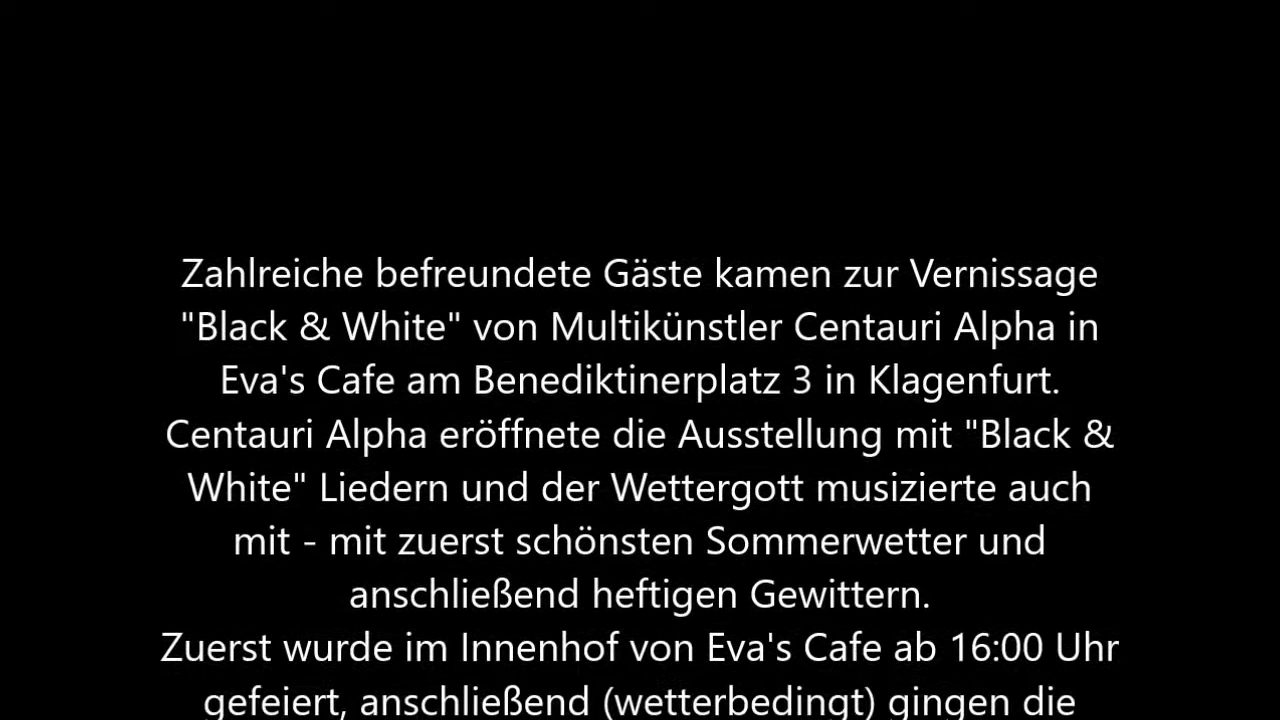 Zahlreiche befreundete Gäste kamen zur Vernissage
"Black & White" von Multikünstler Centauri Alpha in
Eva's Cafe am Benediktinerplatz 3 in Klagenfurt.
Centauri Alpha eröffnete die Ausstellung mit "Black &
White" Liedern und der Wettergott musizierte auch
mit - mit zuerst schönsten Sommerwetter und
anschließend heftigen Gewittern.
Zuerst wurde im Innenhof von Eva's Cafe ab 16:00 Uhr
gefeiert, anschließend (wetterbedingt) gingen die